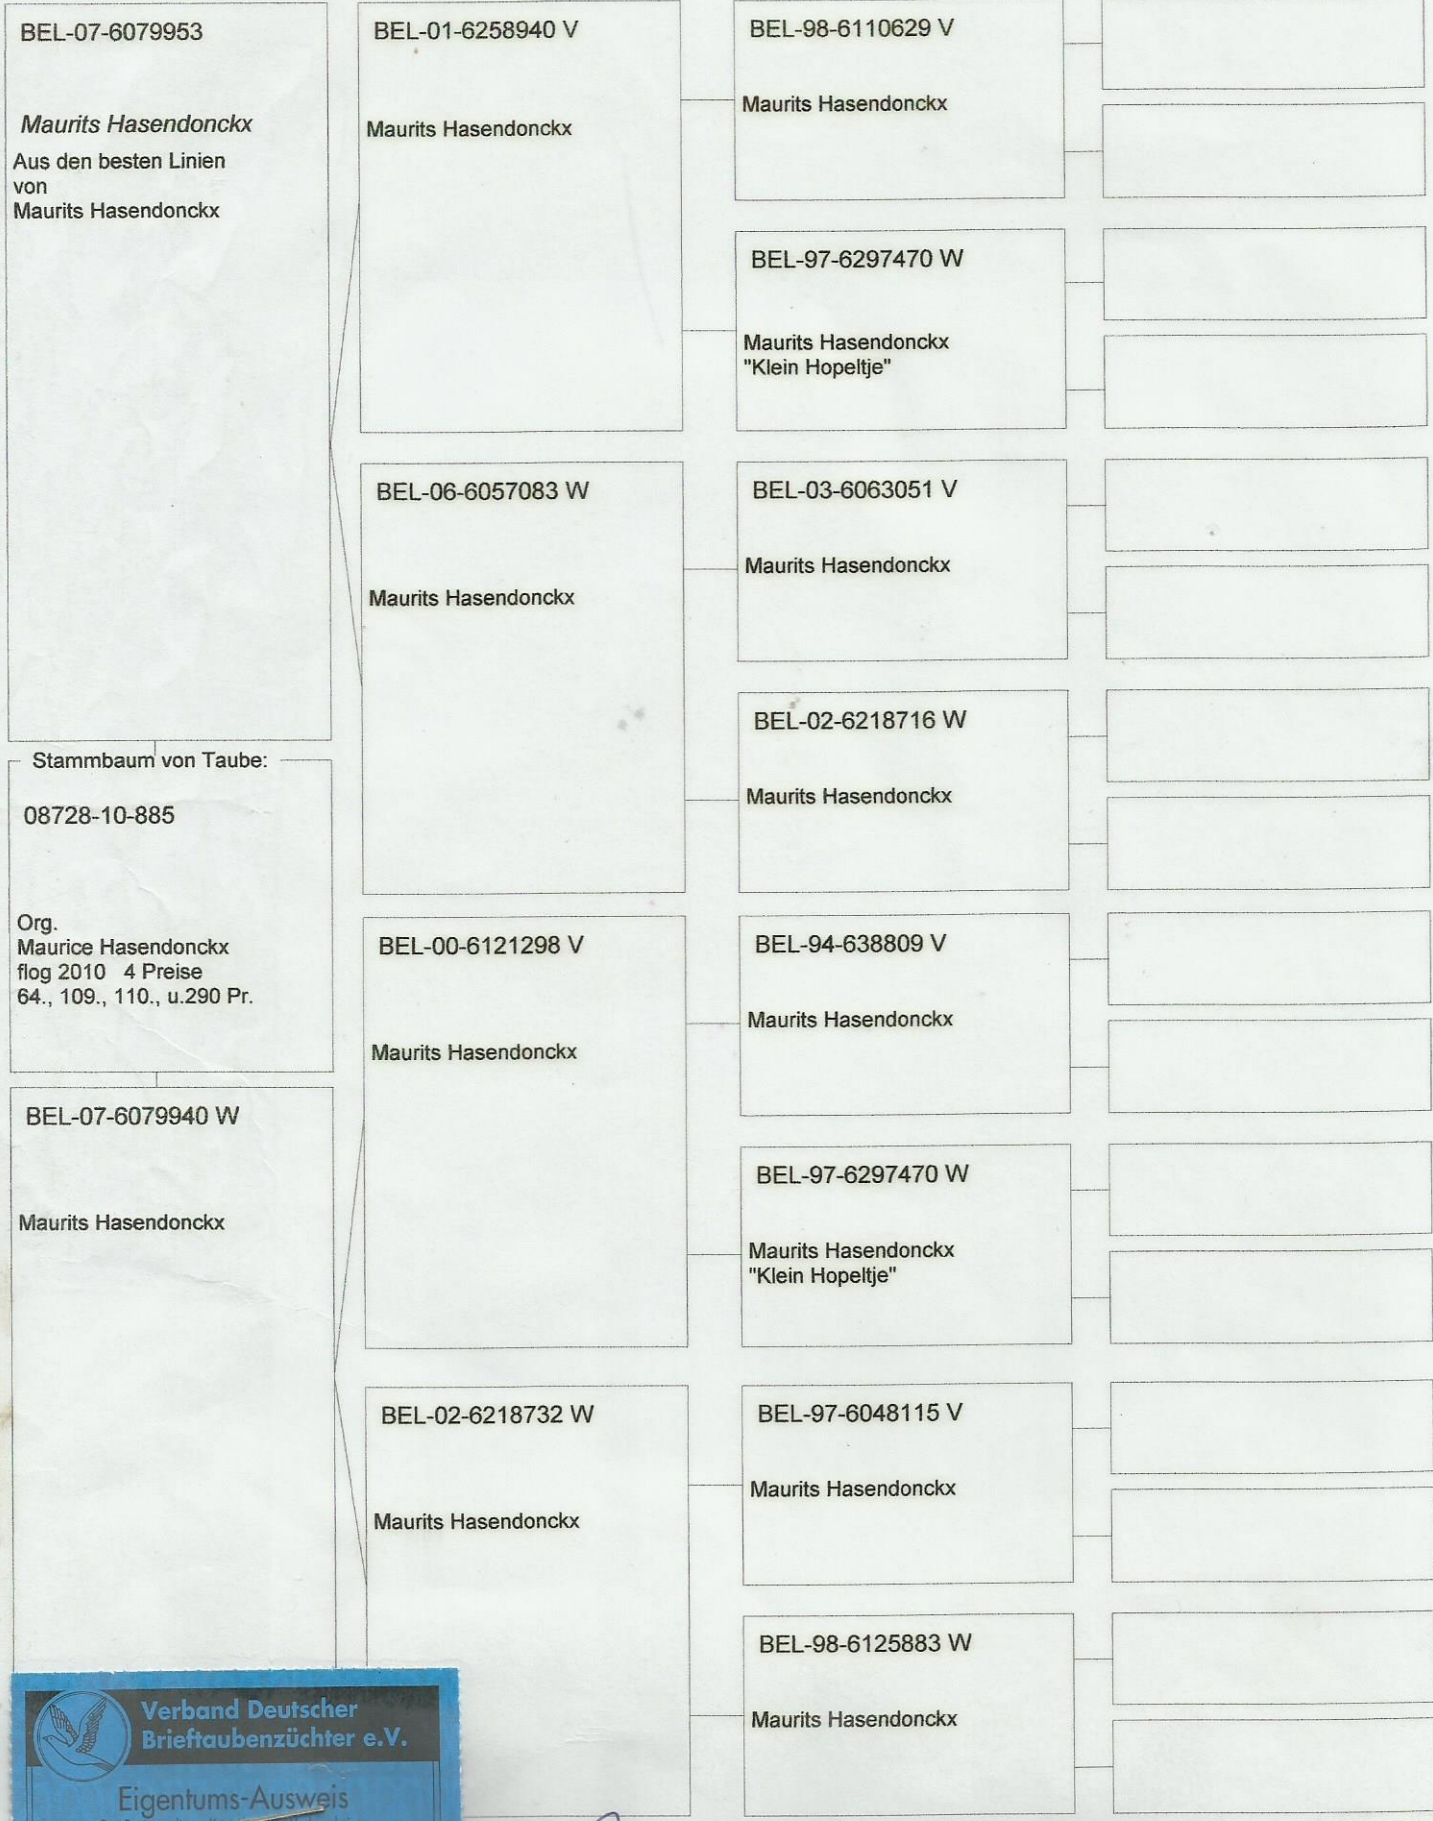 BEL-07-6079953
Maurits Hasendonckx
Aus den besten Linien
von
Maurits Hasendonckx
Stammbaum von Taube:
08728-10-885
Org.
Maurice Hasendonckx
flog 2010 4 Preise
64., 109., 110., u.290 Pr.
BEL-07-6079940 W
Maurits Hasendonckx
BEL-01-6258940 V
Maurits Hasendonckx
BEL-06-6057083 W
Maurits Hasendonckx
BEL-00-6121298 V
Maurits Hasendonckx
BEL-02-6218732 W
Maurits Hasendonckx
BEL-98-6110629 V
Maurits Hasendonckx
BEL-97-6297470 W
Maurits Hasendonckx
"Klein Hopeltje"
BEL-03-6063051 V
Maurits Hasendonckx
BEL-02-6218716 W
Maurits Hasendonckx
BEL-94-638809 V
Maurits Hasendonckx
BEL-97-6297470 W
Maurits Hasendonckx
"Klein Hopeltje"
BEL-97-6048115 V
Maurits Hasendonckx
BEL-98-6125883 W
Maurits Hasendonckx
Verband Deutscher
Brieftaubenzüchter e.V.
Eigentums-Ausweis